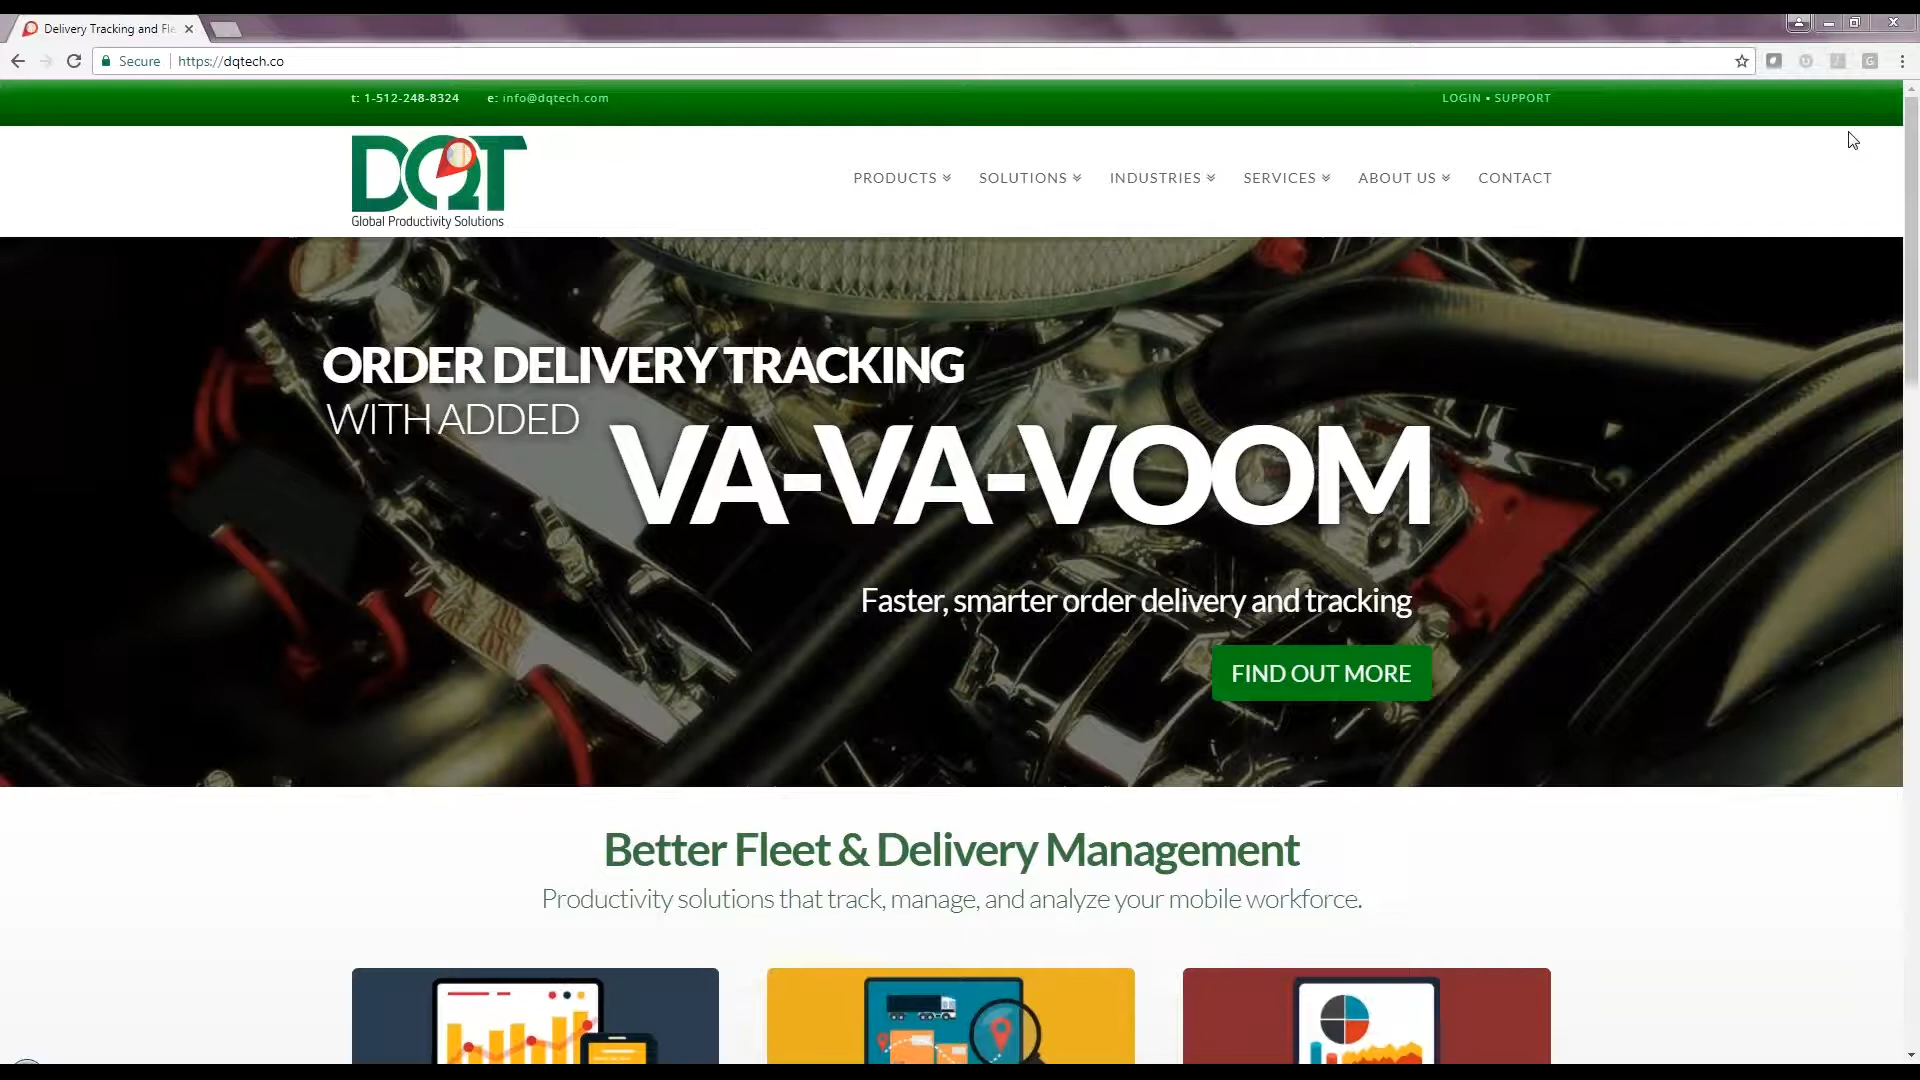 Delivery Tracking and Fle
Secure
https://dqtech.co
t: 1-512-248-8324 e: info@dqtech.com
LOGIN ▪ SUPPORT
DQT
Global Productivity Solutions
PRODUCTS SOLUTIONS INDUSTRIES SERVICES ABOUT US CONTACT
ORDER DELIVERY TRACKING
WITH ADDED
VA-VA-VOOM
Faster, smarter order delivery and tracking
FIND OUT MORE
Better Fleet & Delivery Management
Productivity solutions that track, manage, and analyze your mobile workforce.